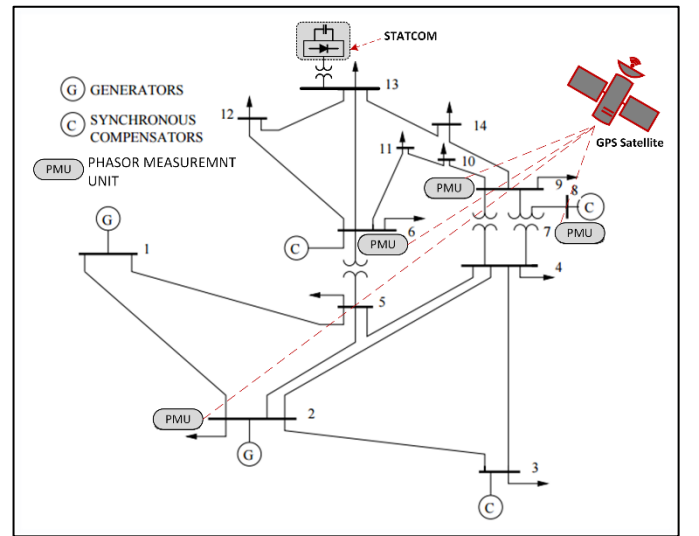 STATCOM
G GENERATORS
C SYNCHRONOUS
COMPENSATORS
PMU PHASOR MEASUREMNT
UNIT
GPS Satellite
13
12
14
11
10
PMU
9
8
C
PMU
7
6
C
PMU
G
1
4
5
PMU
2
G
3
C